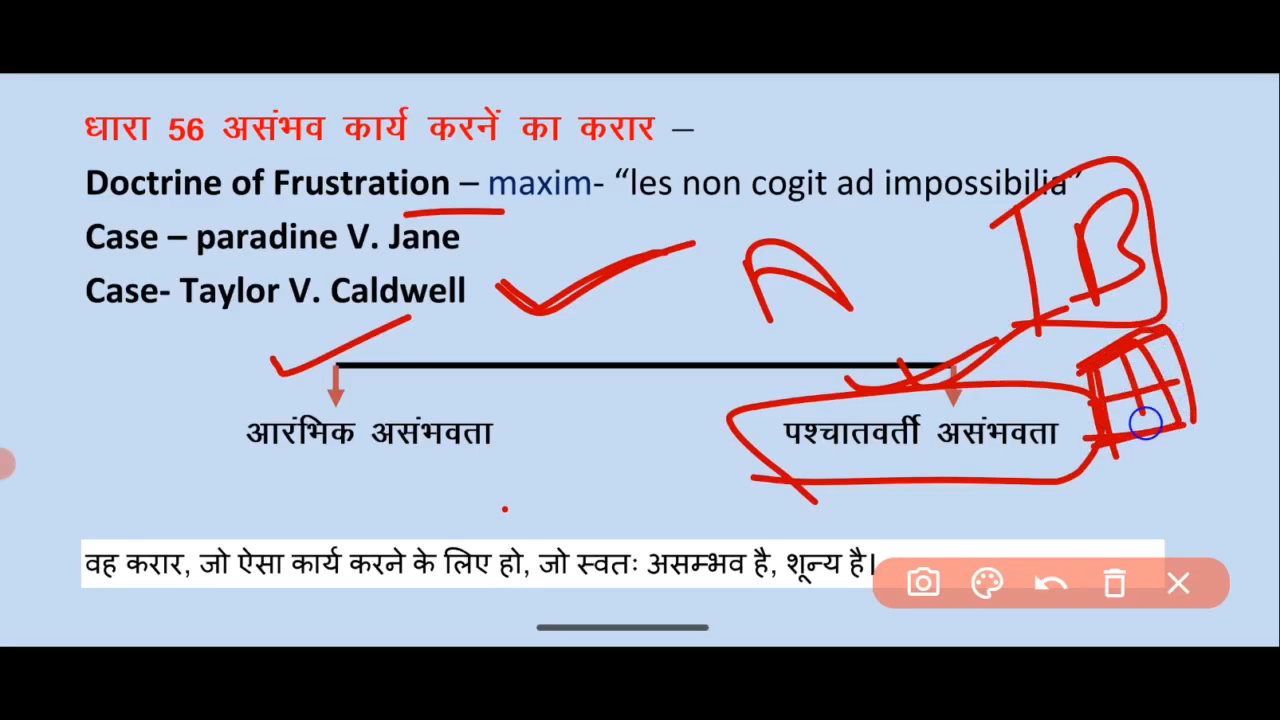 धारा 56 असंभव कार्य करनें का करार –
Doctrine of Frustration – maxim- “les non cogit ad impossibilia”
Case – paradine V. Jane
Case- Taylor V. Caldwell
A
B
आरंभिक असंभवता
पश्चातवर्ती असंभवता
वह करार, जो ऐसा कार्य करने के लिए हो, जो स्वतः असम्भव है, शून्य है।